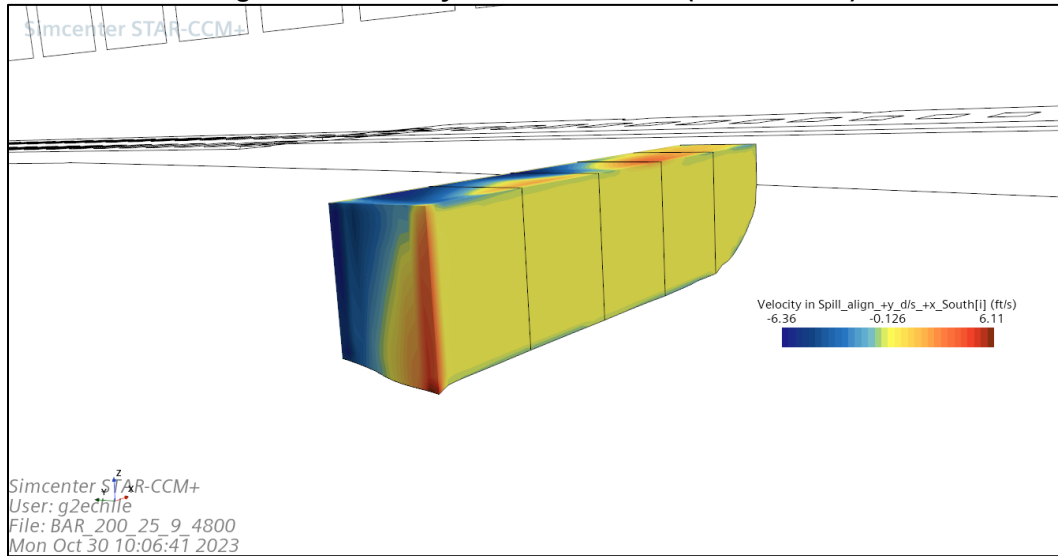 Simcenter STAR-CCM+
Velocity in Spill_align_+y_d/s_+x_South[i] (ft/s)
-6.36 -0.126 6.11
Z
Y X
Simcenter STAR-CCM+
User: g2echlle
File: BAR_200_25_9_4800
Mon Oct 30 10:06:41 2023